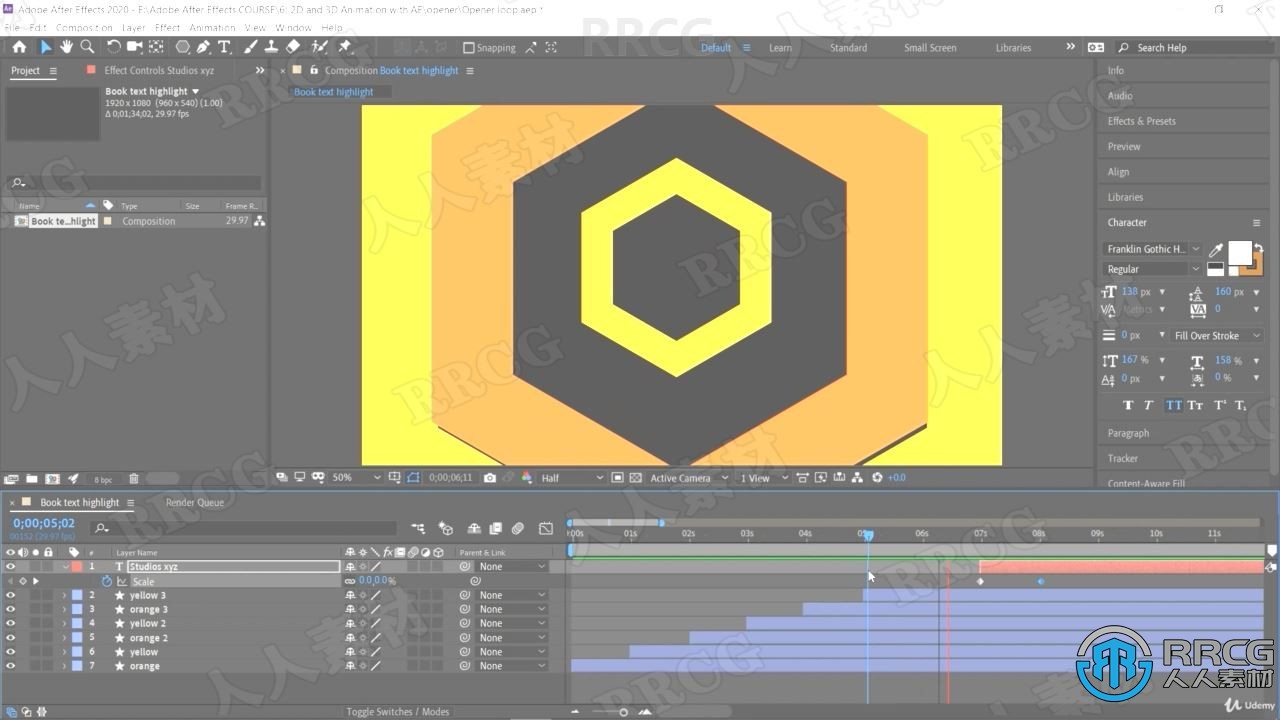 Adobe After Effects 2020 - E:\Adobe After Effects COURSE\6_2D and 3D Animation with AE\opener\Opener loop.aep *
File Edit Composition Layer Effect Animation View Window Help
Snapping
Default
Learn
Standard
Small Screen
Libraries
Search Help
Project
Effect Controls Studios xyz
Composition Book text highlight
Book text highlight
Book text highlight
1920 x 1080 (960 x 540) (1.00)
Δ 0;01;34;02, 29.97 fps
Name
Type
Size
Frame R...
Book te...hlight
Composition
29.97
8 bpc
50%
0;00;06;11
Half
Active Camera
1 View
+0.0
Info
Audio
Effects & Presets
Preview
Align
Libraries
Character
Franklin Gothic H...
Regular
138 px
160 px
Metrics
0
0 px
Fill Over Stroke
167 %
158 %
0 px
0 %
T T TT Tт T¹ T₁
Paragraph
Tracker
Content-Aware Fill
Book text highlight
Render Queue
0;00;05;02
00152 (29.97 fps)
:00s 01s 02s 03s 04s 05s 06s 07s 08s 09s 10s 11s
# Layer Name
Parent & Link
1 T Studios xyz None
Scale 0.0,0.0%
2 yellow 3 None
3 orange 3 None
4 yellow 2 None
5 orange 2 None
6 yellow None
7 orange None
Toggle Switches / Modes
RRCG
人人素材
Udemy